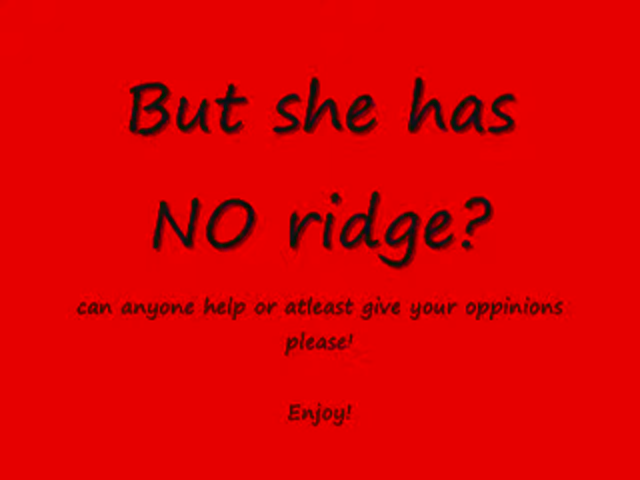 But she has
NO ridge?
can anyone help or atleast give your oppinions
please!
Enjoy!